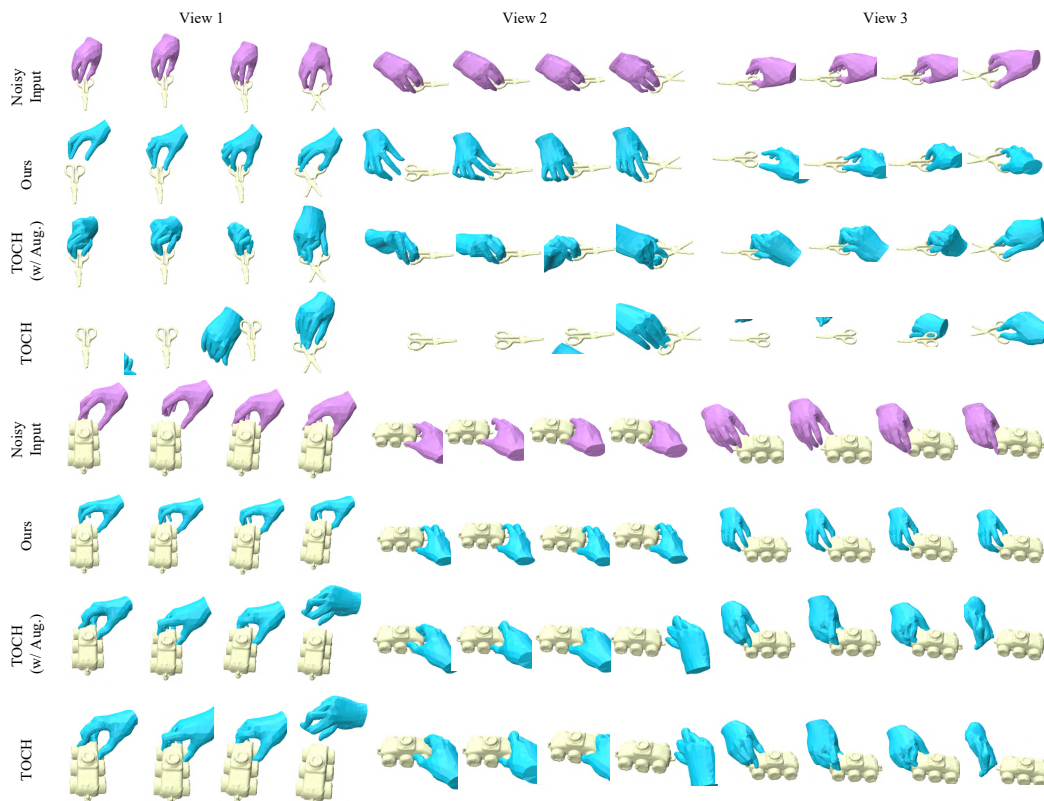 View 1
View 2
View 3
Noisy
Input
Ours
TOCH
(w/ Aug.)
TOCH
Noisy
Input
Ours
TOCH
(w/ Aug.)
TOCH